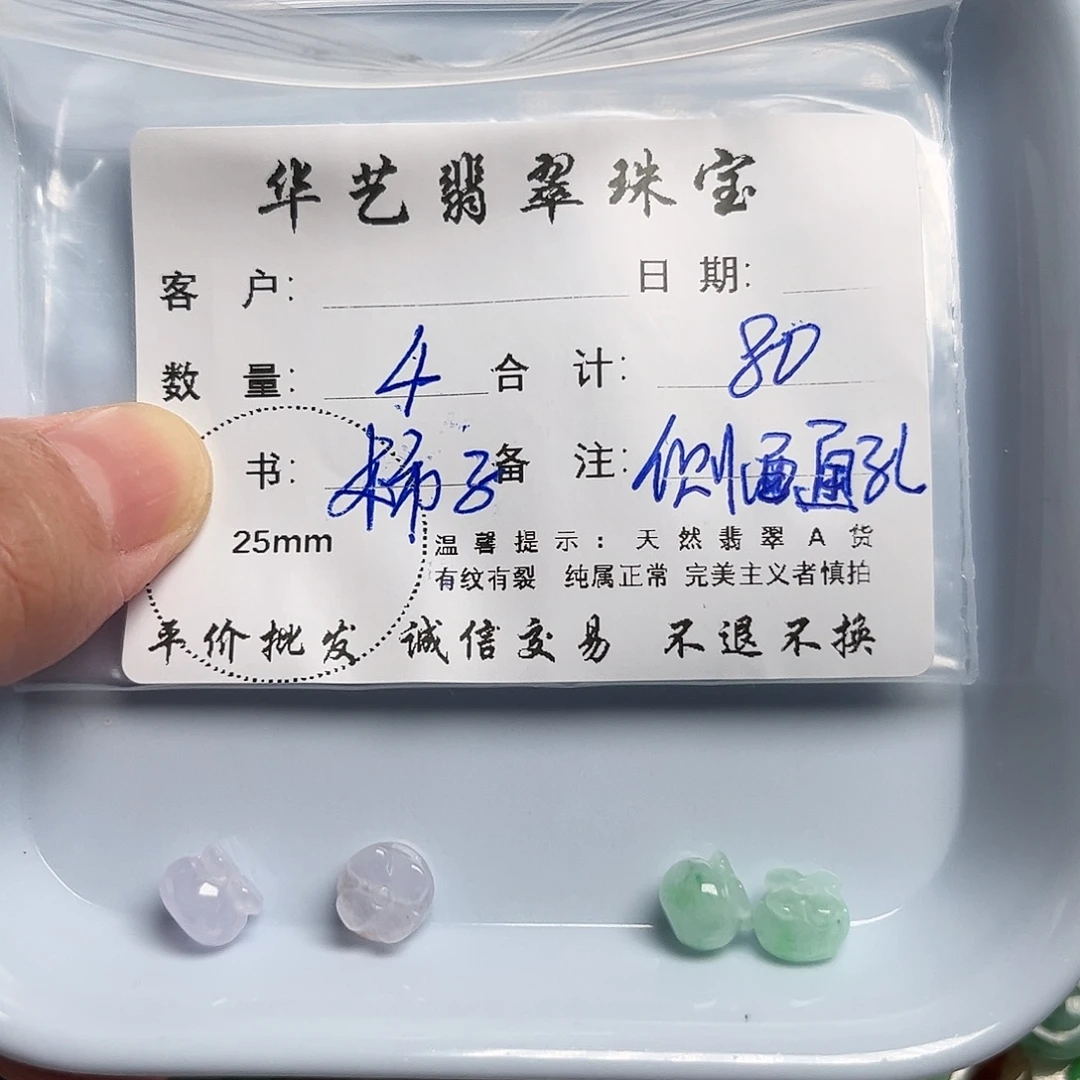 华艺翡翠珠宝
客户： 日期：
数量：4 合计：80
书：柿子 备注：侧面通孔
25mm 温馨提示：天然翡翠A货
有纹有裂 纯属正常 完美主义者慎拍
平价批发 诚信交易 不退不换